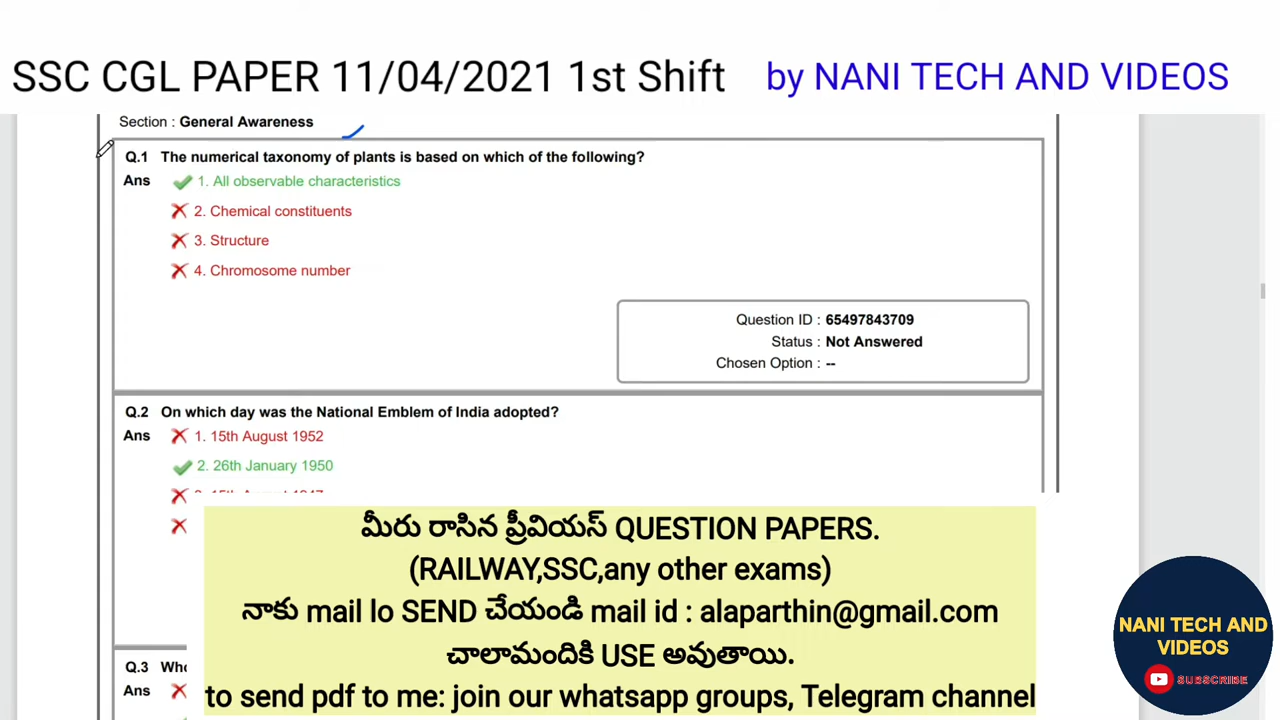 SSC CGL PAPER 11/04/2021 1st Shift by NANI TECH AND VIDEOS
Section : General Awareness
Q.1 The numerical taxonomy of plants is based on which of the following?
Ans 1. All observable characteristics
2. Chemical constituents
3. Structure
4. Chromosome number
Question ID : 65497843709
Status : Not Answered
Chosen Option : --
Q.2 On which day was the National Emblem of India adopted?
Ans 1. 15th August 1952
2. 26th January 1950
3. 15th August 1947
మీరు రాసిన ప్రీవియస్ QUESTION PAPERS.
(RAILWAY,SSC,any other exams)
నాకు mail lo SEND చేయండి mail id : alaparthin@gmail.com
చాలామందికి USE అవుతాయి.
to send pdf to me: join our whatsapp groups, Telegram channel
Q.3
Ans
NANI TECH AND
VIDEOS
SUBSCRIBE